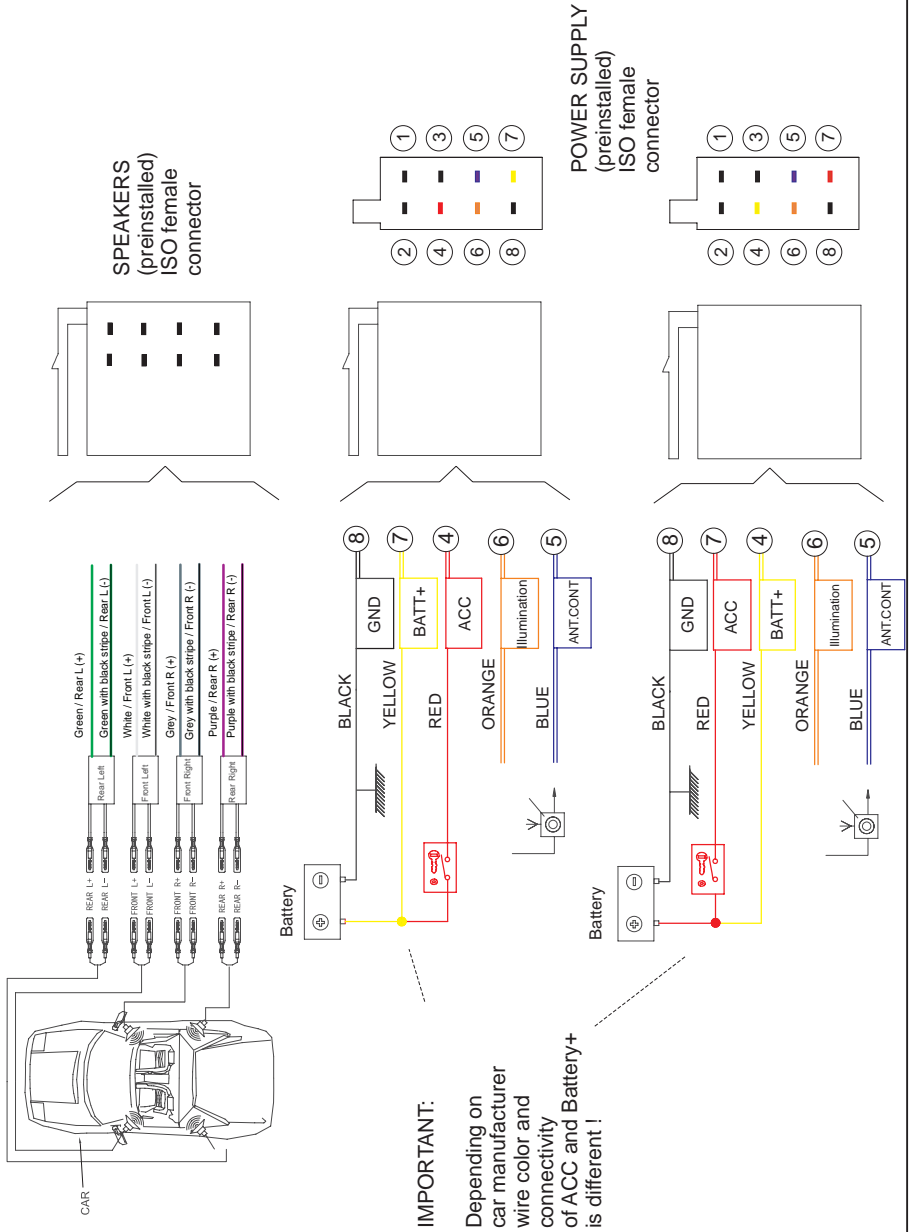 SPEAKERS
(preinstalled)
ISO female
connector
Green / Rear L (+)
Green with black stripe / Rear L (-)
White / Front L (+)
White with black stripe / Front L (-)
Grey / Front R (+)
Grey with black stripe / Front R (-)
Purple / Rear R (+)
Purple with black stripe / Rear R (-)
Rear Left
Front Left
Front Right
Rear Right
REAR L+
REAR L-
FRONT L+
FRONT L-
FRONT R+
FRONT R-
REAR R+
REAR R-
CAR
POWER SUPPLY
(preinstalled)
ISO female
connector
1
3
5
7
2
4
6
8
Battery
BLACK
GND
8
YELLOW
BATT+
7
RED
ACC
4
ORANGE
Illumination
6
BLUE
ANT.CONT
5
1
3
5
7
2
4
6
8
Battery
BLACK
GND
8
RED
ACC
7
YELLOW
BATT+
4
ORANGE
Illumination
6
BLUE
ANT.CONT
5
IMPORTANT:
Depending on
car manufacturer
wire color and
connectivity
of ACC and Battery+
is different !